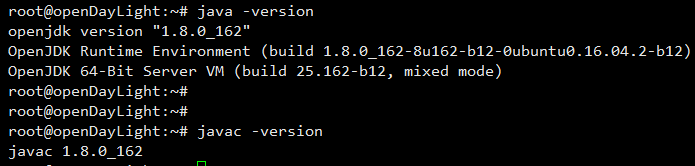 root@openDayLight:~# java -version
openjdk version "1.8.0_162"
OpenJDK Runtime Environment (build 1.8.0_162-8u162-b12-0ubuntu0.16.04.2-b12)
OpenJDK 64-Bit Server VM (build 25.162-b12, mixed mode)
root@openDayLight:~#
root@openDayLight:~#
root@openDayLight:~# javac -version
javac 1.8.0_162